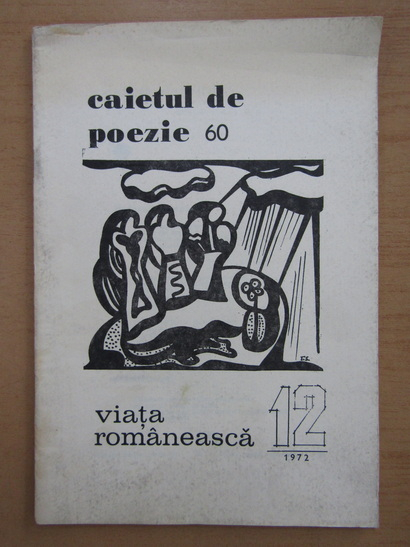 caietul de
poezie 60
viața
românească
12
1972